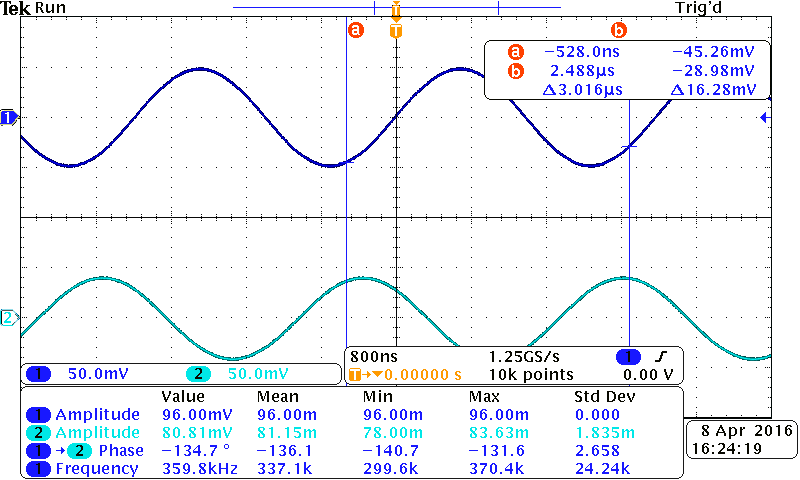 Tek Run Trig'd
a T b
a −528.0ns −45.26mV
b 2.488µs −28.98mV
Δ3.016µs Δ16.28mV
1
2
1 50.0mV 2 50.0mV
800ns 1.25GS/s 1
T→▼0.00000 s 10k points 0.00 V
Value Mean Min Max Std Dev
1 Amplitude 96.00mV 96.00m 96.00m 96.00m 0.000
2 Amplitude 80.81mV 81.15m 78.00m 83.63m 1.835m
1 → 2 Phase −134.7 ° −136.1 −140.7 −131.6 2.658
1 Frequency 359.8kHz 337.1k 299.6k 370.4k 24.24k
8 Apr 2016
16:24:19